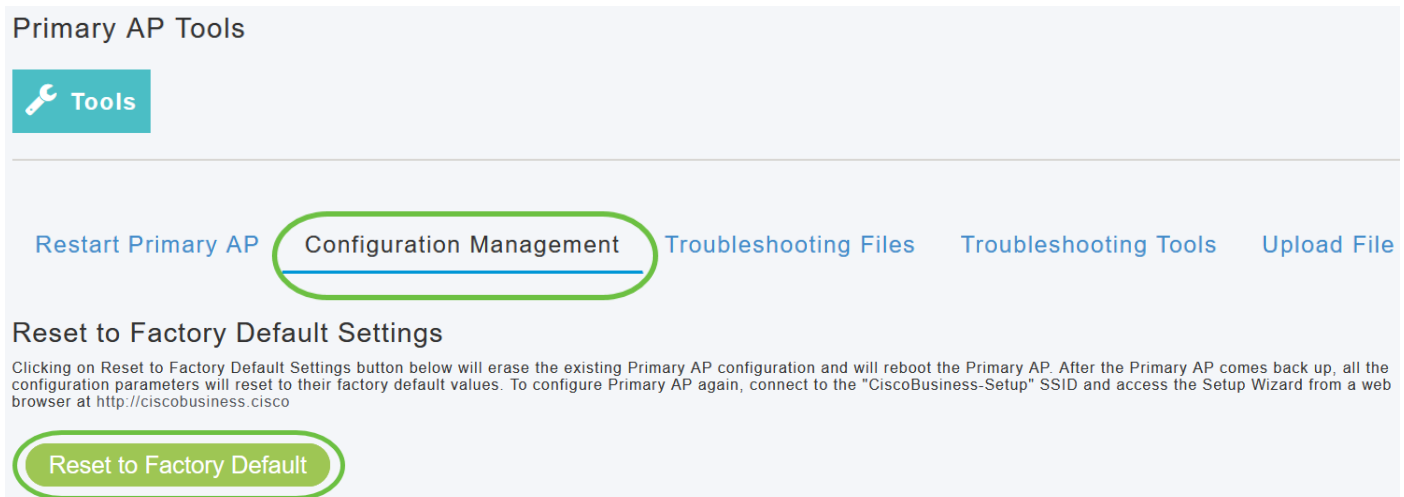 Primary AP Tools
Tools
Restart Primary AP Configuration Management Troubleshooting Files Troubleshooting Tools Upload File
Reset to Factory Default Settings
Clicking on Reset to Factory Default Settings button below will erase the existing Primary AP configuration and will reboot the Primary AP. After the Primary AP comes back up, all the
configuration parameters will reset to their factory default values. To configure Primary AP again, connect to the "CiscoBusiness-Setup" SSID and access the Setup Wizard from a web
browser at http://ciscobusiness.cisco
Reset to Factory Default